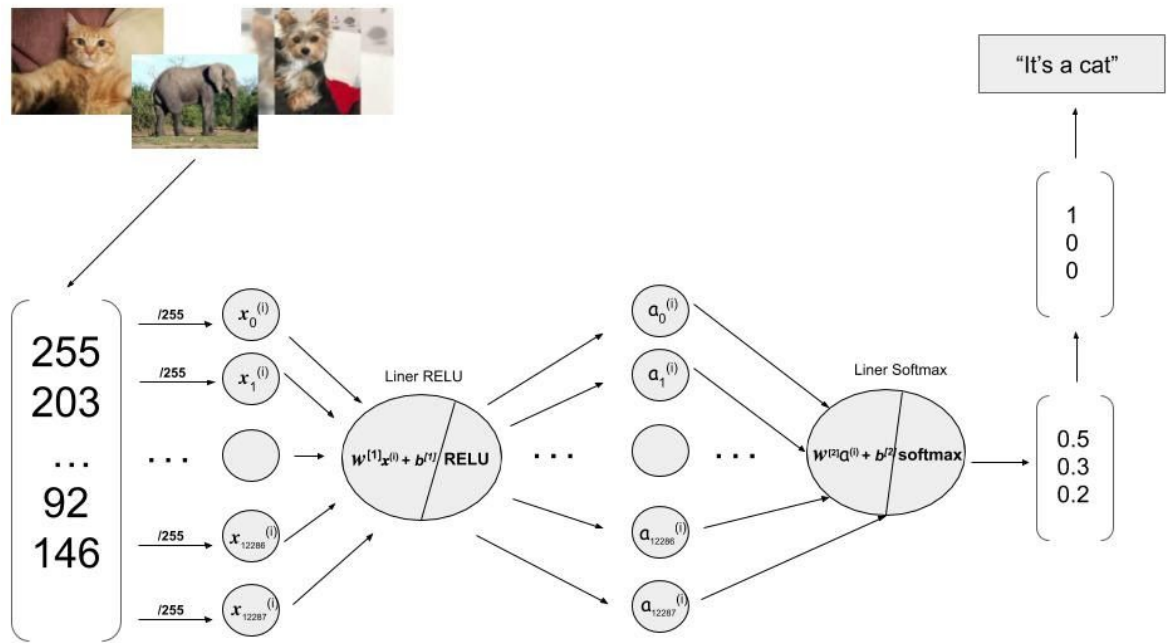 “It’s a cat”
1
0
0
255
203
...
92
146
/255
/255
/255
/255
x₀⁽ⁱ⁾
x₁⁽ⁱ⁾
...
x₁₂₂₈₆⁽ⁱ⁾
x₁₂₂₈₇⁽ⁱ⁾
Liner RELU
W[1]x(i) + b[1] RELU
...
a₀⁽ⁱ⁾
a₁⁽ⁱ⁾
a₁₂₂₈₆⁽ⁱ⁾
a₁₂₂₈₇⁽ⁱ⁾
...
Liner Softmax
W[2]a(i) + b[2] softmax
0.5
0.3
0.2